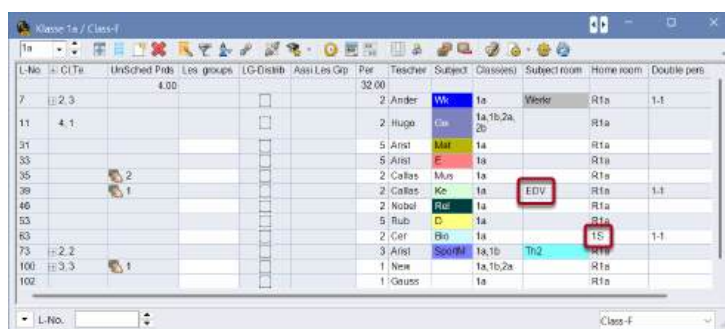 Klasse 1a / Class-F
1a
L-No. Cl,Te. UnSched Prds Les. groups LG-Distrib Assi.Les.Grp Per Teacher Subject Class(es) Subject room Home room Double pers.
4.00 32.00
7 2, 3 2 Ander Wk 1a Werkr R1a 1-1
11 4, 1 2 Hugo 1a,1b,2a, 2b R1a
31 5 Arist Mat 1a R1a
33 5 Arist E 1a R1a
35 2 2 Callas Mus 1a R1a
39 1 2 Callas Ke 1a EDV R1a 1-1
46 2 Nobel Rel 1a R1a
53 5 Rub D 1a R1a
63 2 Cer Bio 1a 1S 1-1
73 2, 2 3 Arist SportM 1a,1b Th2 R1a
100 3, 3 1 1 New 1a,1b,2a R1a
102 1 Gauss 1a R1a
L-No. Class-F